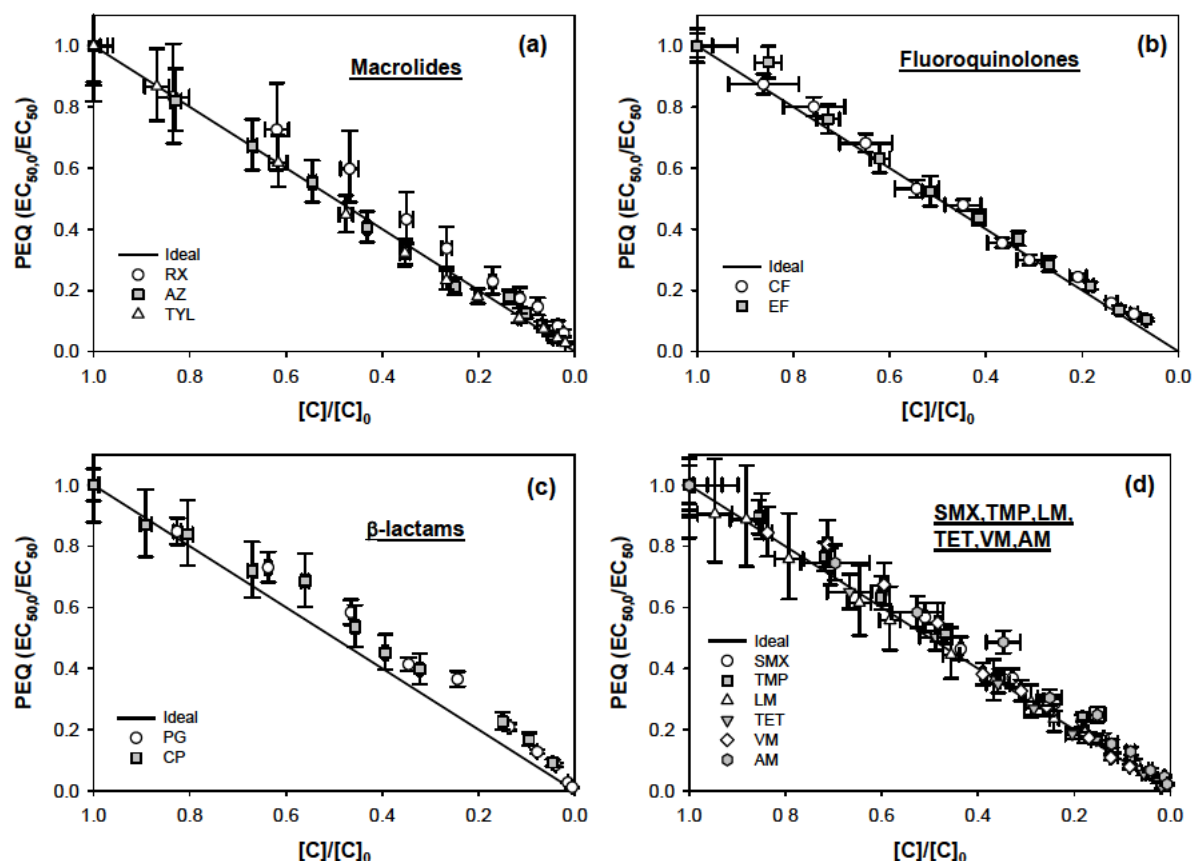 (a)
Macrolides
PEQ (EC50,0/EC50)
1.0
0.8
0.6
0.4
0.2
0.0
Ideal
RX
AZ
TYL
1.0 0.8 0.6 0.4 0.2 0.0
[C]/[C]0
(b)
Fluoroquinolones
PEQ (EC50,0/EC50)
1.0
0.8
0.6
0.4
0.2
0.0
Ideal
CF
EF
1.0 0.8 0.6 0.4 0.2 0.0
[C]/[C]0
(c)
β-lactams
PEQ (EC50,0/EC50)
1.0
0.8
0.6
0.4
0.2
0.0
Ideal
PG
CP
1.0 0.8 0.6 0.4 0.2 0.0
[C]/[C]0
(d)
SMX,TMP,LM,
TET,VM,AM
PEQ (EC50,0/EC50)
1.0
0.8
0.6
0.4
0.2
0.0
Ideal
SMX
TMP
LM
TET
VM
AM
1.0 0.8 0.6 0.4 0.2 0.0
[C]/[C]0